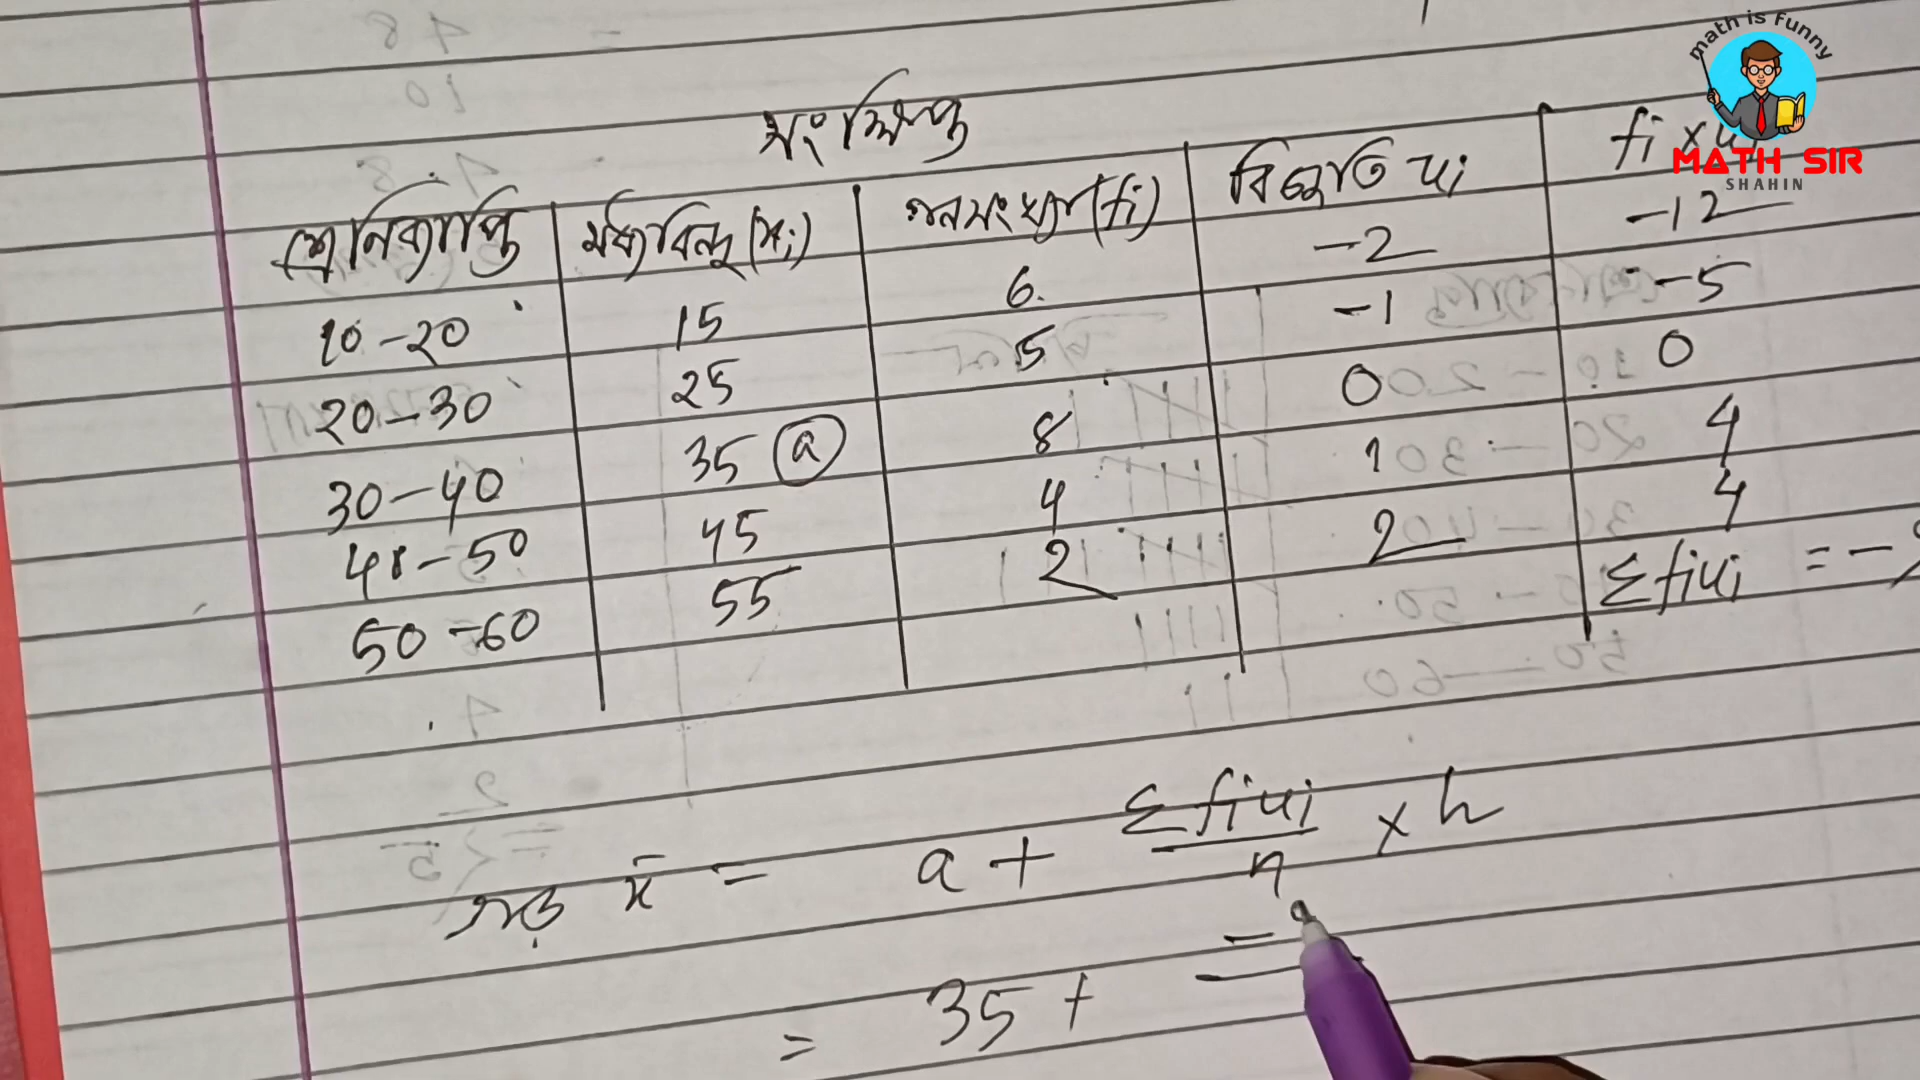 math is Funny
MATH SIR
SHAHIN
সংক্ষিপ্ত
শ্রেনিব্যাপ্তি মধ্যবিন্দু (xi) গনসংখ্যা (fi) বিচ্যুতি ui fi x ui
10-20 15 6 -2 -12
20-30 25 5 -1 -5
30-40 35 a 8 0 0
41-50 45 4 1 4
50-60 55 2 2 4
Σfiui = -9
গড় x̄ = a + Σfiui / n x h
= 35 + -